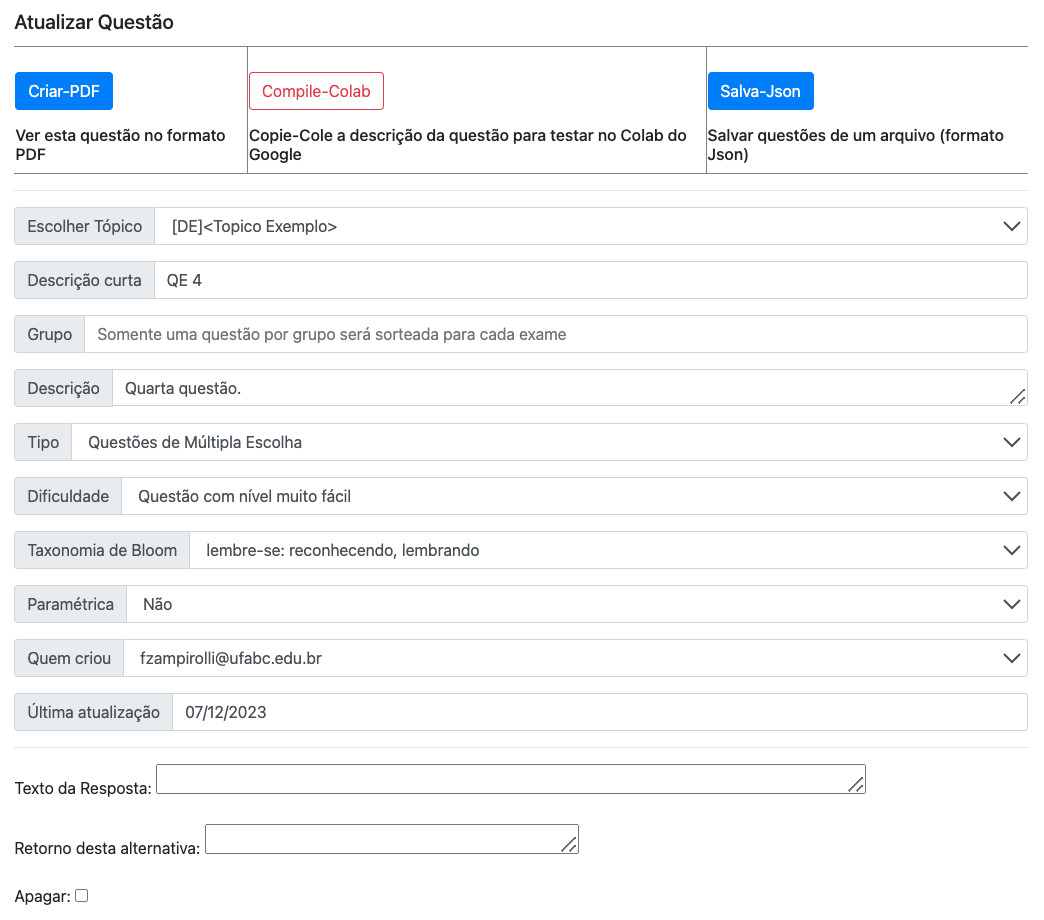 Atualizar Questão
Criar-PDF
Ver esta questão no formato
PDF
Compile-Colab
Copie-Cole a descrição da questão para testar no Colab do
Google
Salva-Json
Salvar questões de um arquivo (formato
Json)
Escolher Tópico [DE]<Topico Exemplo>
Descrição curta QE 4
Grupo Somente uma questão por grupo será sorteada para cada exame
Descrição Quarta questão.
Tipo Questões de Múltipla Escolha
Dificuldade Questão com nível muito fácil
Taxonomia de Bloom lembre-se: reconhecendo, lembrando
Paramétrica Não
Quem criou fzampirolli@ufabc.edu.br
Última atualização 07/12/2023
Texto da Resposta:
Retorno desta alternativa:
Apagar: